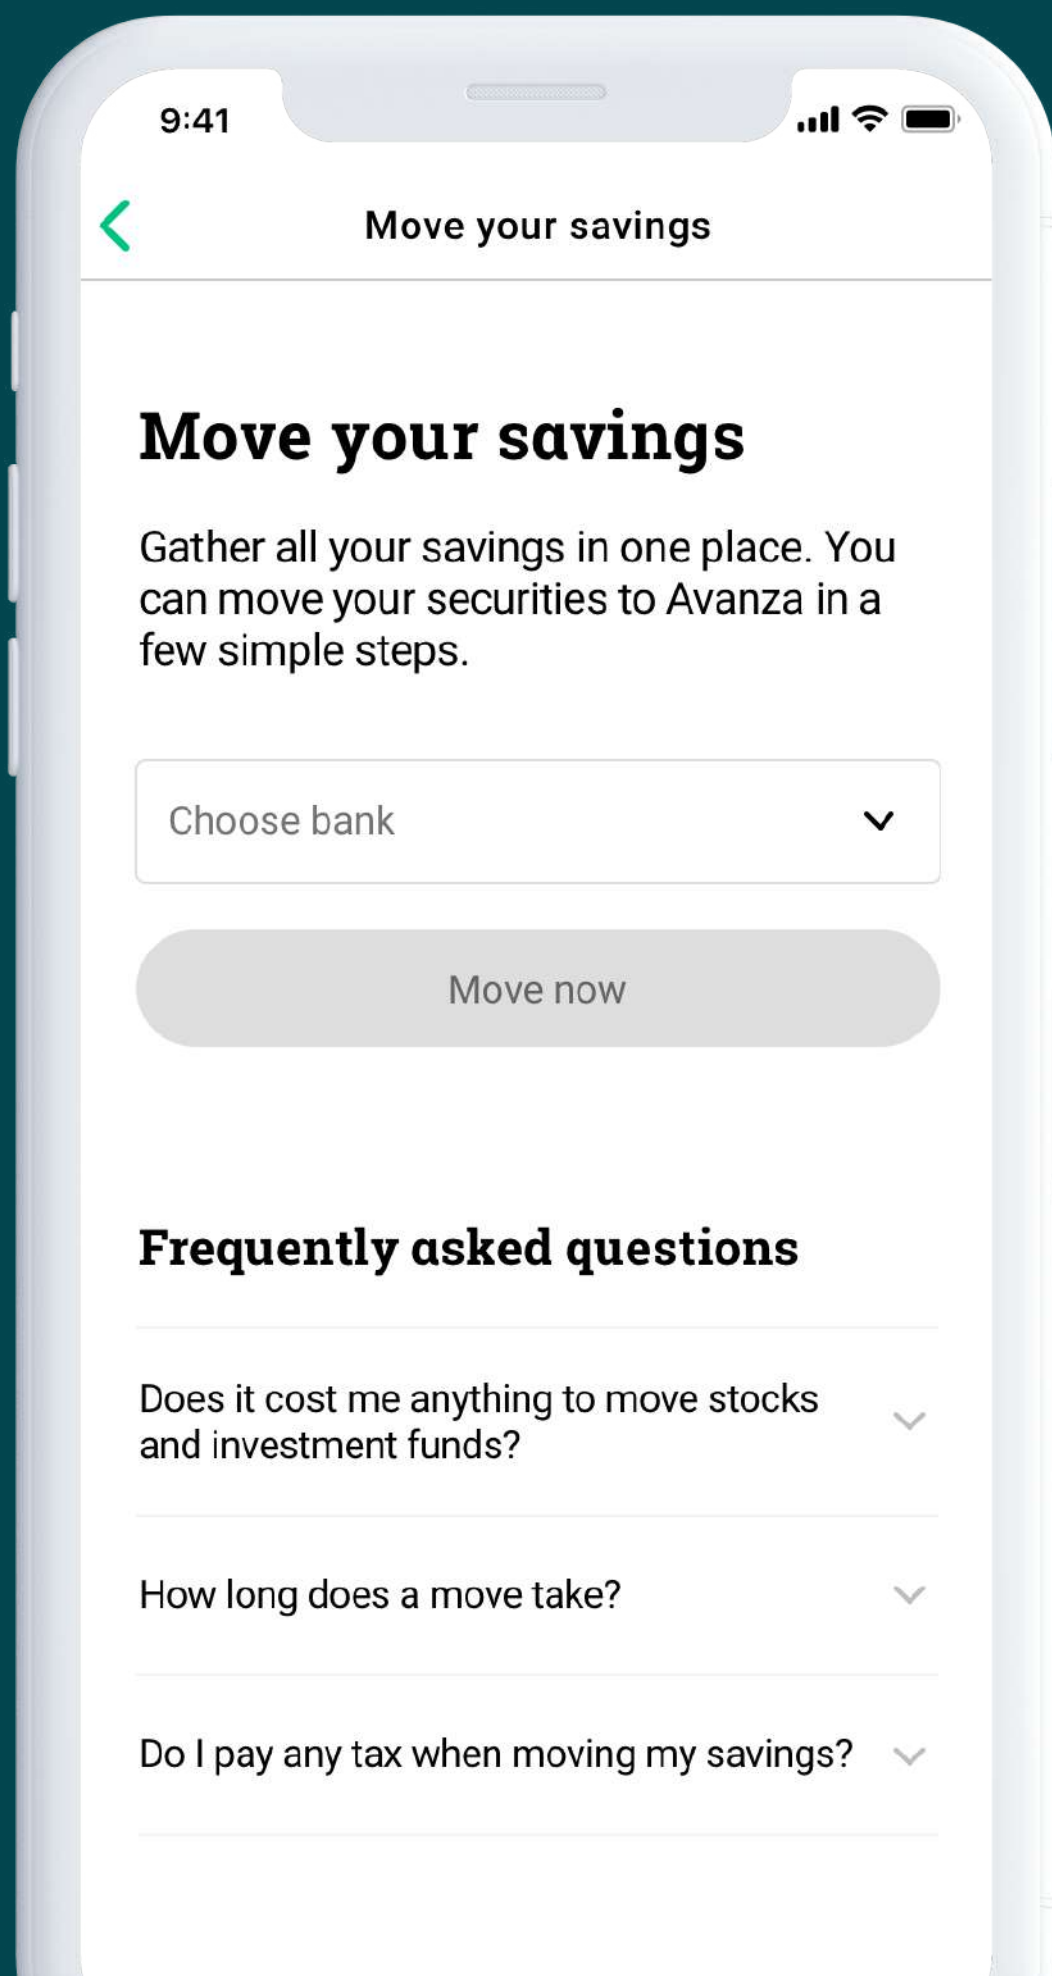 9:41
Move your savings
Move your savings
Gather all your savings in one place. You
can move your securities to Avanza in a
few simple steps.
Choose bank
Move now
Frequently asked questions
Does it cost me anything to move stocks
and investment funds?
How long does a move take?
Do I pay any tax when moving my savings?